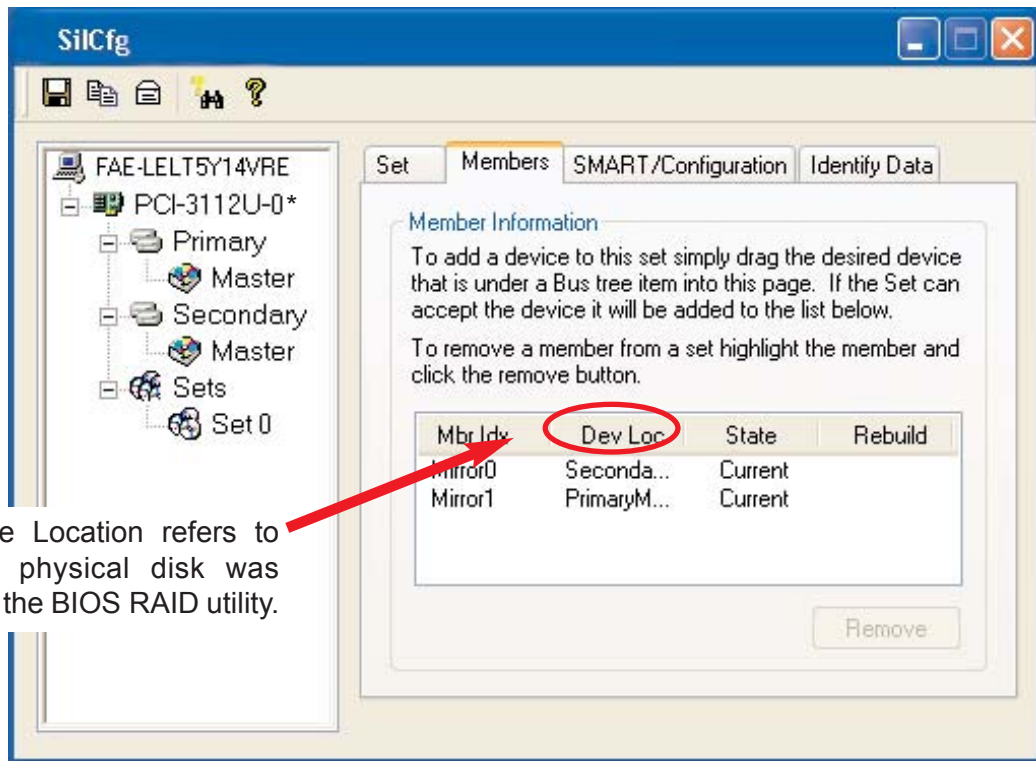 SilCfg
FAE-LELT5Y14VRE
PCI-3112U-0*
Primary
Master
Secondary
Master
Sets
Set 0
Set
Members
SMART/Configuration
Identify Data
Member Information
To add a device to this set simply drag the desired device
that is under a Bus tree item into this page. If the Set can
accept the device it will be added to the list below.
To remove a member from a set highlight the member and
click the remove button.
Mbr Idx Dev Loc State Rebuild
Mirror0 Seconda... Current
Mirror1 PrimaryM... Current
Remove
e Location refers to
physical disk was
the BIOS RAID utility.